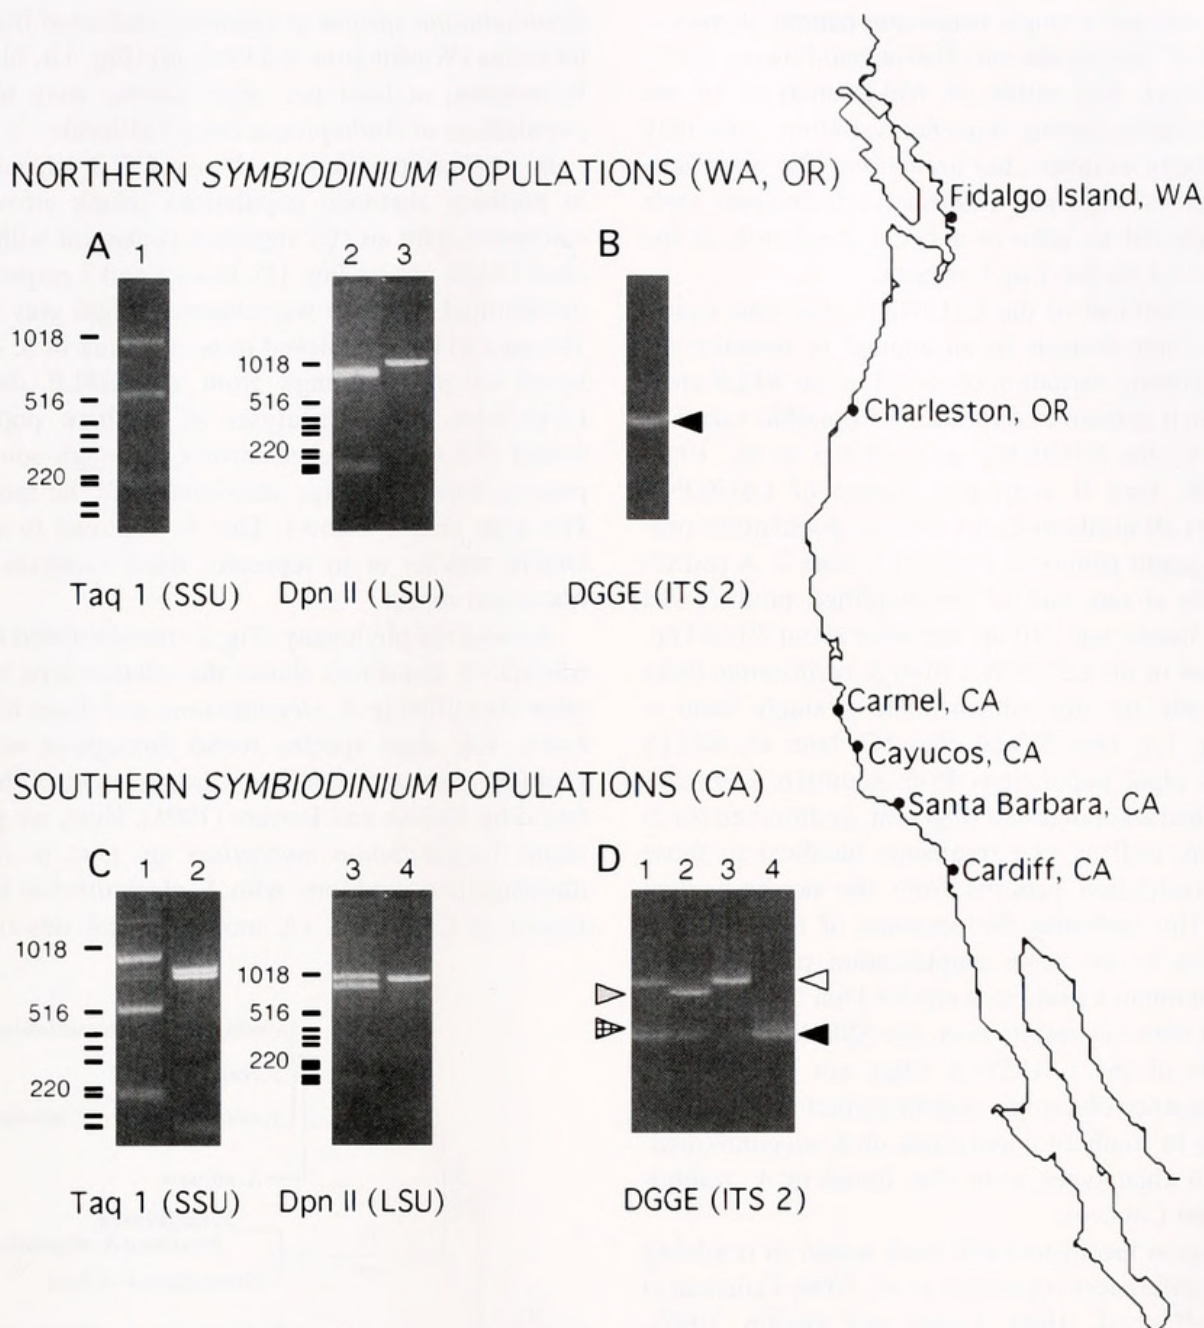 NORTHERN SYMBIODINIUM POPULATIONS (WA, OR)
Fidalgo Island, WA
A
1
1018
516
220
Taq 1 (SSU)
2 3
1018
516
220
Dpn II (LSU)
B
DGGE (ITS 2)
Charleston, OR
Carmel, CA
Cayucos, CA
Santa Barbara, CA
Cardiff, CA
SOUTHERN SYMBIODINIUM POPULATIONS (CA)
C
1 2
1018
516
220
Taq 1 (SSU)
3 4
1018
516
220
Dpn II (LSU)
D
1 2 3 4
DGGE (ITS 2)